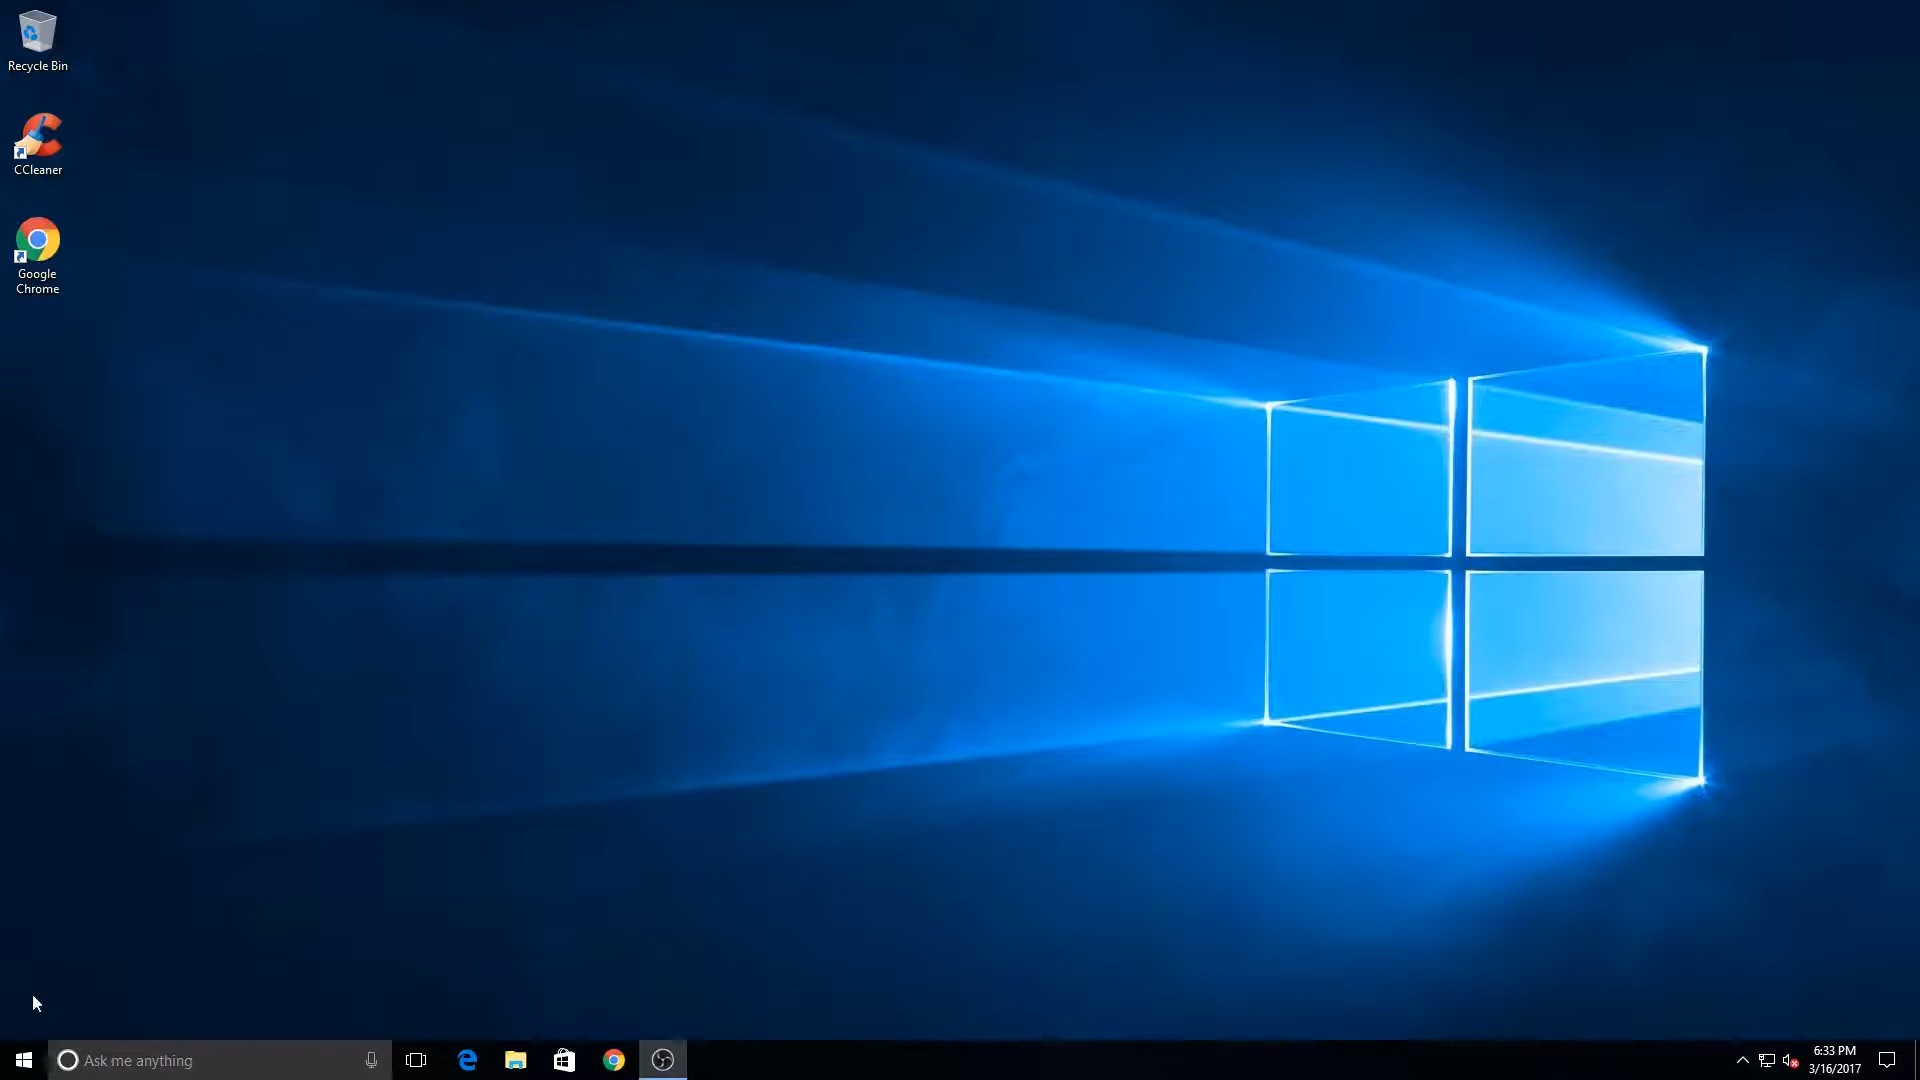 Recycle Bin
CCleaner
Google
Chrome
Ask me anything
6:33 PM
3/16/2017